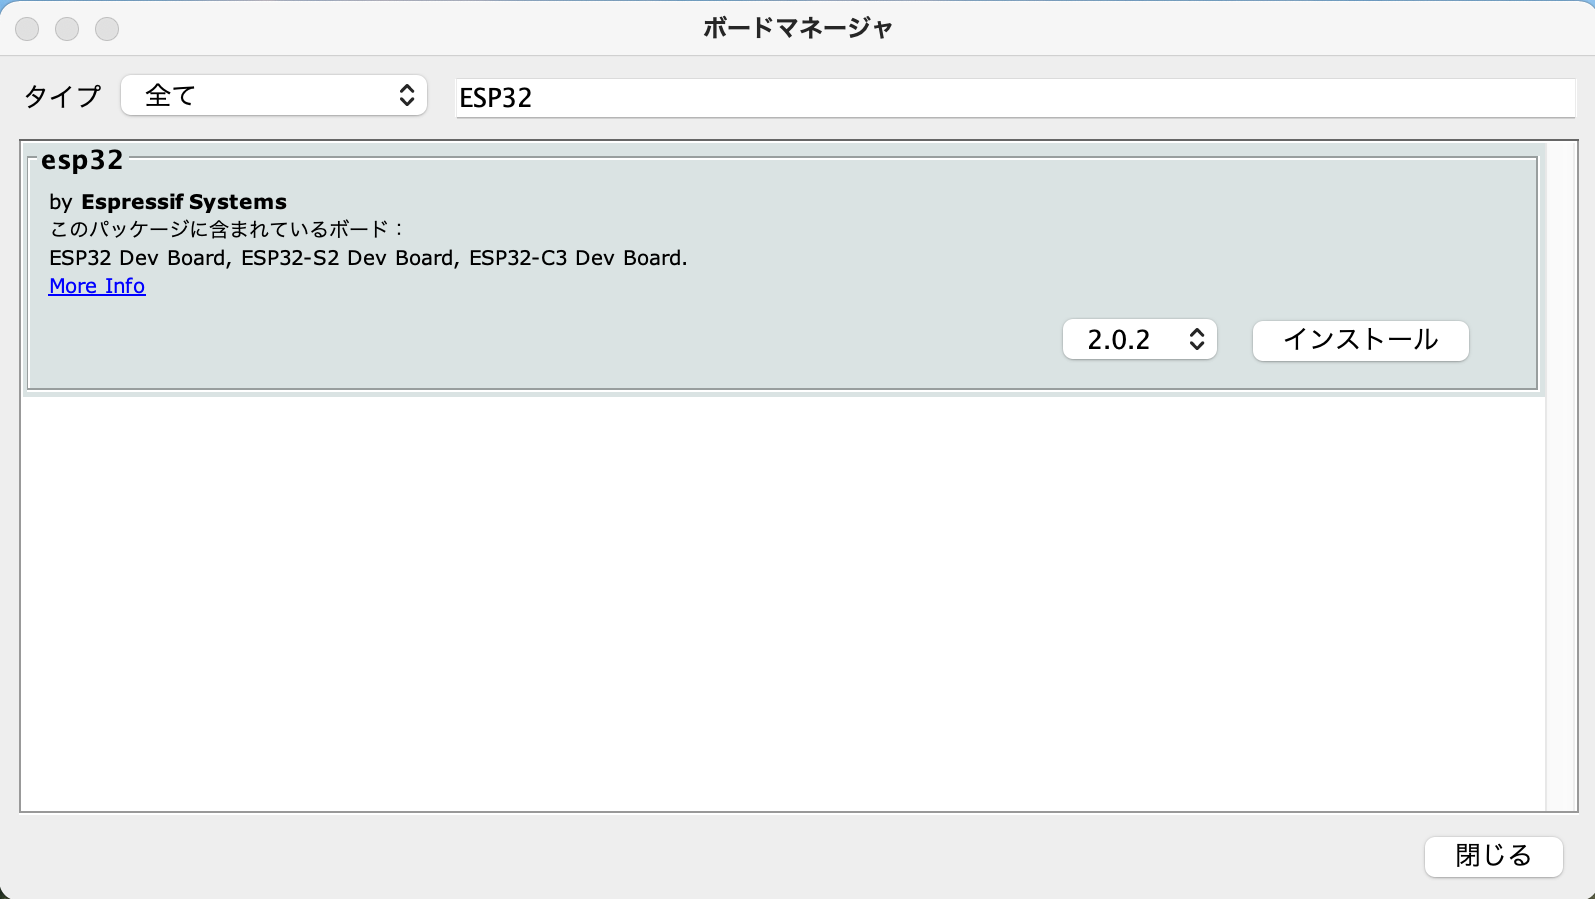 ボードマネージャ
タイプ 全て ESP32
esp32
by Espressif Systems
このパッケージに含まれているボード：
ESP32 Dev Board, ESP32-S2 Dev Board, ESP32-C3 Dev Board.
More Info
2.0.2 インストール
閉じる